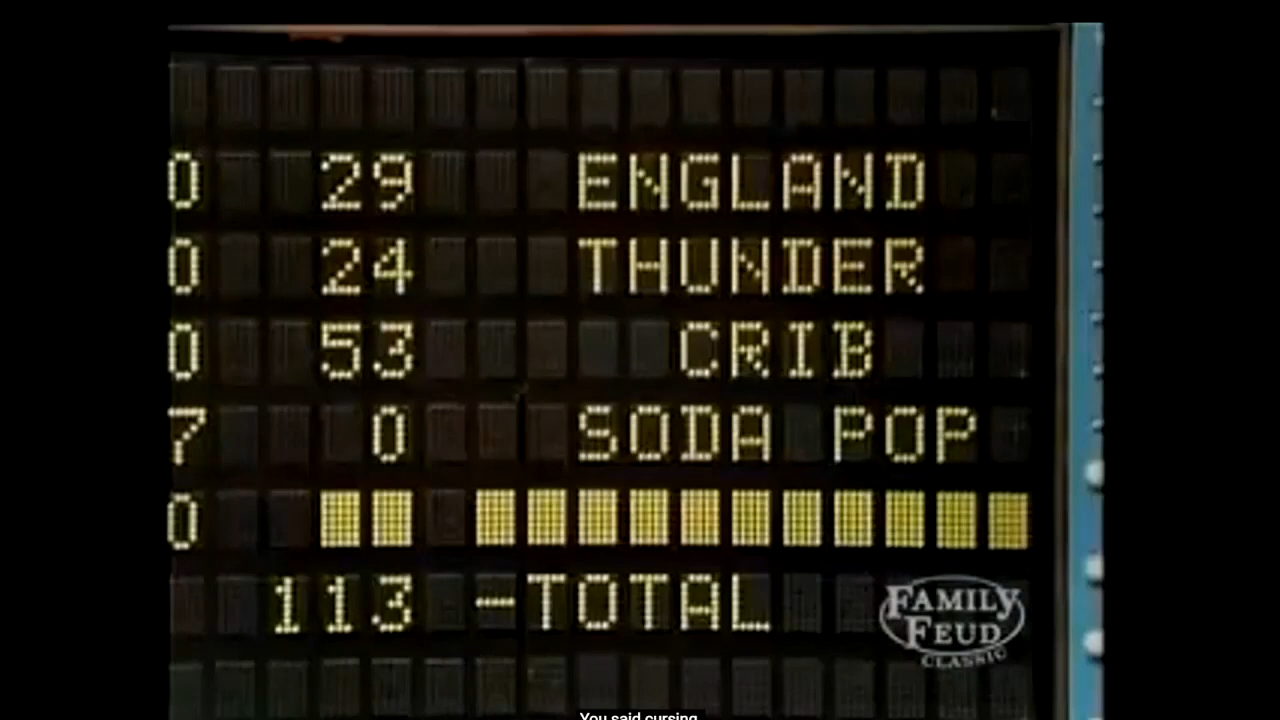 0 29 ENGLAND
0 24 THUNDER
0 53 CRIB
7 0 SODA POP
0
113 -TOTAL
FAMILY
FEUD
CLASSIC
You said cursing